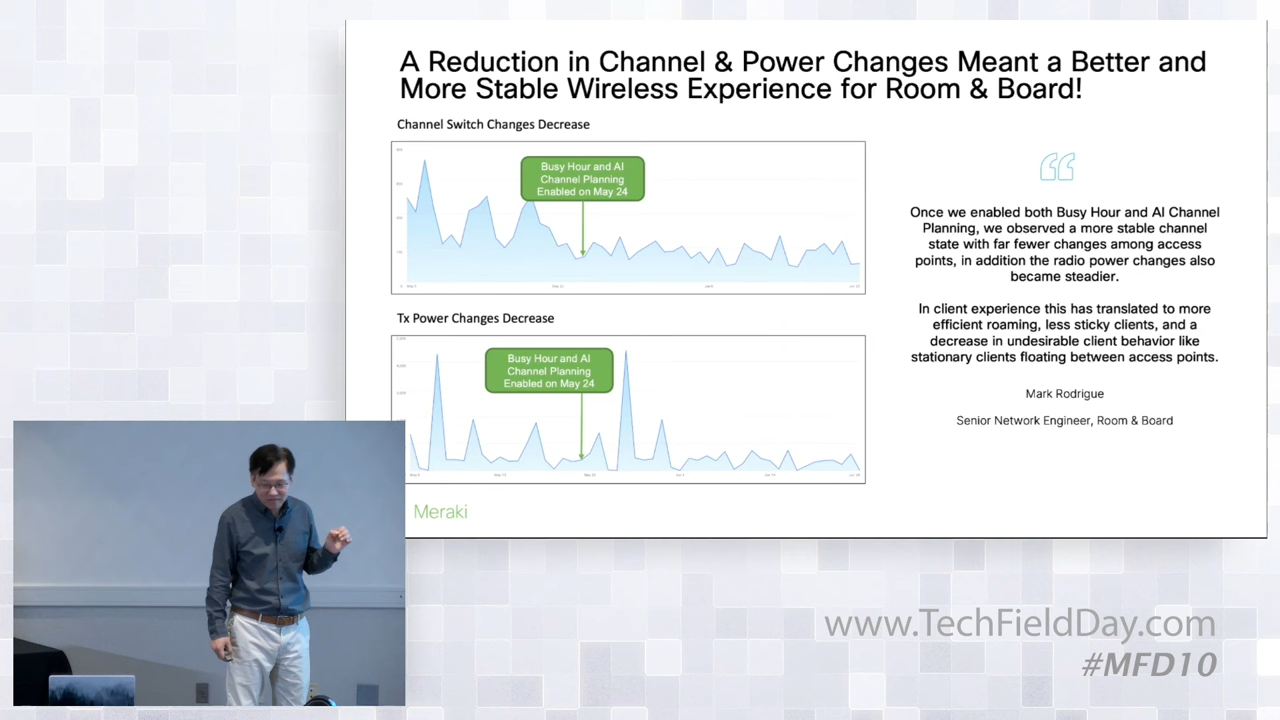 A Reduction in Channel & Power Changes Meant a Better and
More Stable Wireless Experience for Room & Board!
Channel Switch Changes Decrease
Busy Hour and AI
Channel Planning
Enabled on May 24
Tx Power Changes Decrease
Busy Hour and AI
Channel Planning
Enabled on May 24
Once we enabled both Busy Hour and AI Channel
Planning, we observed a more stable channel
state with far fewer changes among access
points, in addition the radio power changes also
became steadier.
In client experience this has translated to more
efficient roaming, less sticky clients, and a
decrease in undesirable client behavior like
stationary clients floating between access points.
Mark Rodrigue
Senior Network Engineer, Room & Board
Meraki
www.TechFieldDay.com
#MFD10